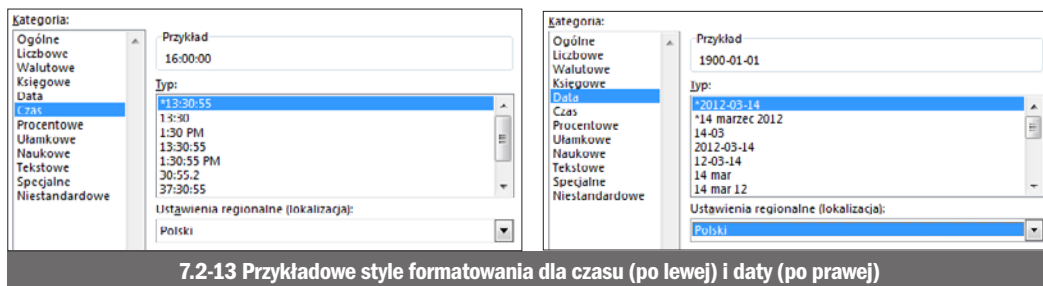 Kategoria:
Ogólne
Liczbowe
Walutowe
Księgowe
Data
Czas
Procentowe
Ułamkowe
Naukowe
Tekstowe
Specjalne
Niestandardowe
Przykład
16:00:00
Typ:
*13:30:55
13:30
1:30 PM
13:30:55
1:30:55 PM
30:55.2
37:30:55
Ustawienia regionalne (lokalizacja):
Polski
Kategoria:
Ogólne
Liczbowe
Walutowe
Księgowe
Data
Czas
Procentowe
Ułamkowe
Naukowe
Tekstowe
Specjalne
Niestandardowe
Przykład
1900-01-01
Typ:
*2012-03-14
*14 marzec 2012
14-03
2012-03-14
12-03-14
14 mar
14 mar 12
Ustawienia regionalne (lokalizacja):
Polski
7.2-13 Przykładowe style formatowania dla czasu (po lewej) i daty (po prawej)